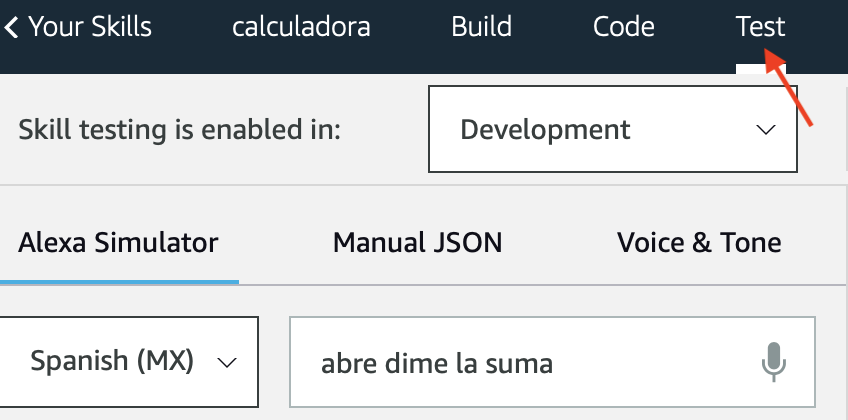 Your Skills calculadora Build Code Test
Skill testing is enabled in: Development
Alexa Simulator Manual JSON Voice & Tone
Spanish (MX) abre dime la suma